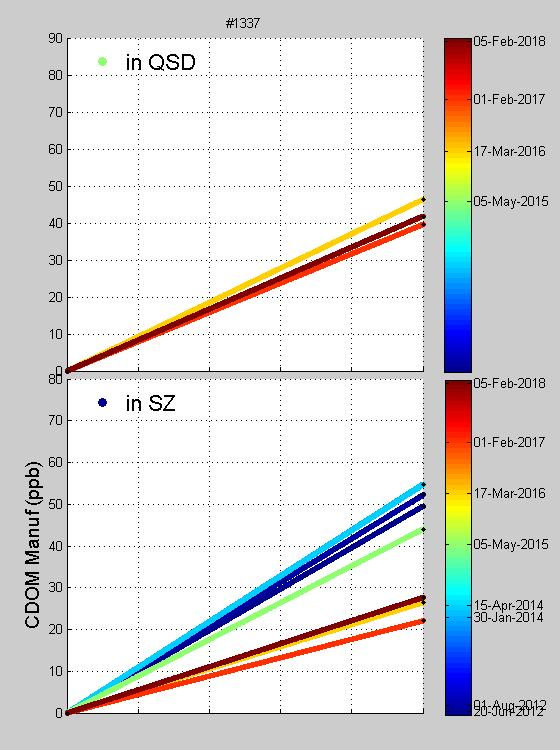 #1337
90
80
70
60
50
40
30
20
10
0
in QSD
05-Feb-2018
01-Feb-2017
17-Mar-2016
05-May-2015
80
70
60
50
40
30
20
10
0
CDOM Manuf (ppb)
in SZ
05-Feb-2018
01-Feb-2017
17-Mar-2016
05-May-2015
15-Apr-2014
30-Jan-2014
01-Aug-2012
20-Jun-2012